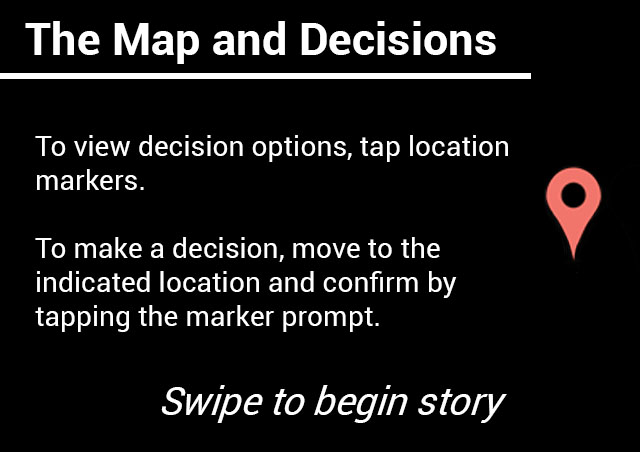 The Map and Decisions
To view decision options, tap location
markers.
To make a decision, move to the
indicated location and confirm by
tapping the marker prompt.
Swipe to begin story